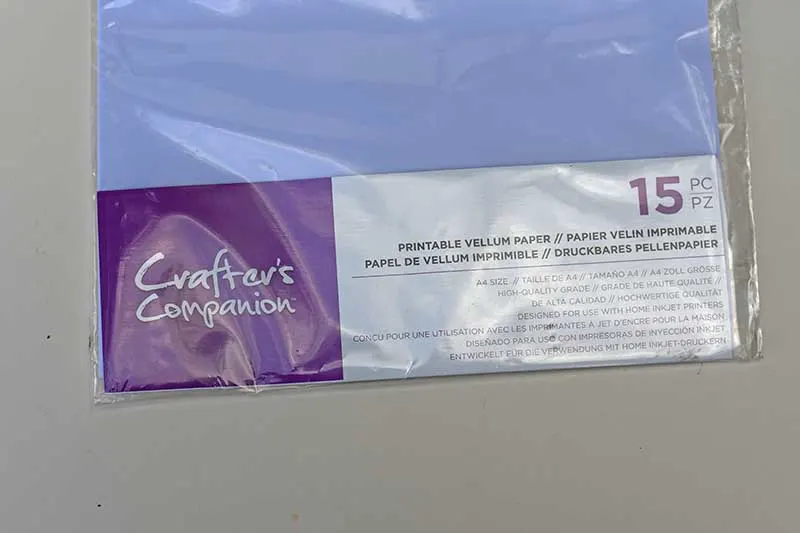 Crafter's
Companion™
15 PC
PZ
PRINTABLE VELLUM PAPER // PAPIER VELIN IMPRIMABLE
PAPEL DE VELLUM IMPRIMIBLE // DRUCKBARES PELLENPAPIER
A4 SIZE // TAILLE DE A4 // TAMAÑO A4 // A4 ZOLL GRÖSSE
HIGH-QUALITY GRADE // GRADE DE HAUTE QUALITÉ //
DE ALTA CALIDAD // HOCHWERTIGE QUALITÄT
DESIGNED FOR USE WITH HOME INKJET PRINTERS
CONÇU POUR UNE UTILISATION AVEC LES IMPRIMANTES À JET D'ENCRE POUR LA MAISON
DISEÑADO PARA USO CON IMPRESORAS DE INYECCIÓN INKJET
ENTWICKELT FÜR DIE VERWENDUNG MIT HOME INKJET-DRUCKERN